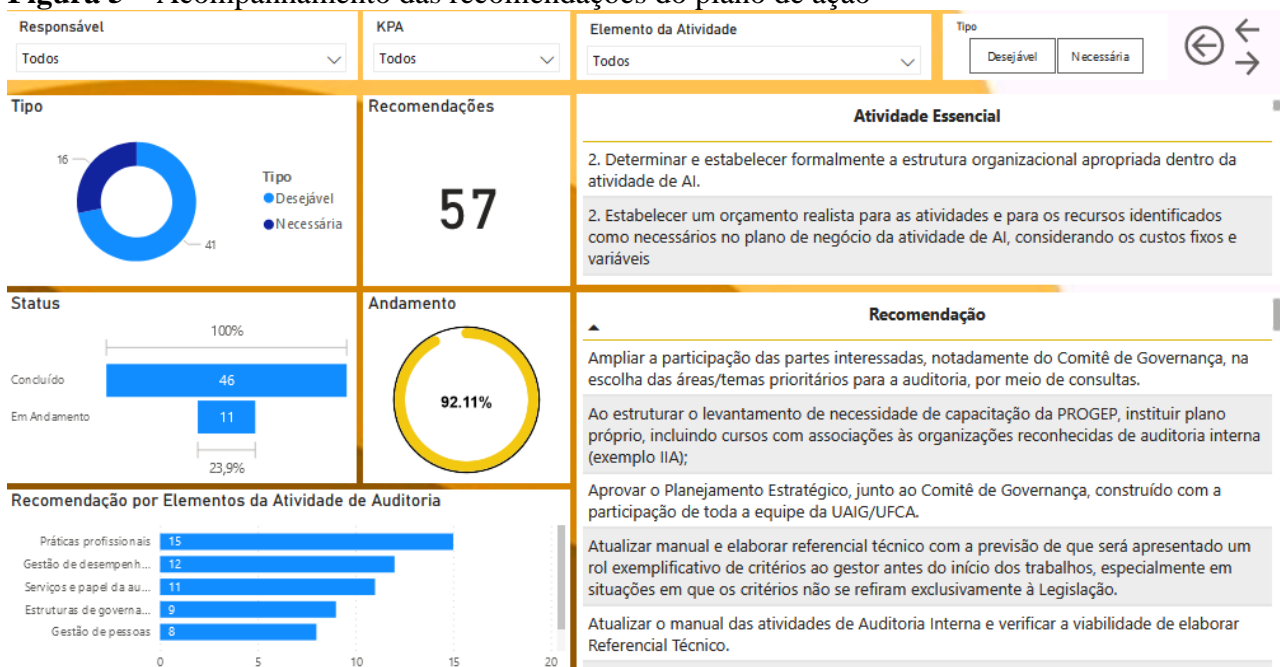 Figura 5 – Acompanhamento das recomendações do plano de ação
Responsável
Todos
KPA
Todos
Elemento da Atividade
Todos
Tipo
Desejável
Necessária
Tipo
16
41
Tipo
Desejável
Necessária
Recomendações
57
Atividade Essencial
2. Determinar e estabelecer formalmente a estrutura organizacional apropriada dentro da
atividade de AI.
2. Estabelecer um orçamento realista para as atividades e para os recursos identificados
como necessários no plano de negócio da atividade de AI, considerando os custos fixos e
variáveis
Status
100%
Concluído
46
Em Andamento
11
23,9%
Andamento
92.11%
Recomendação
Ampliar a participação das partes interessadas, notadamente do Comitê de Governança, na
escolha das áreas/temas prioritários para a auditoria, por meio de consultas.
Ao estruturar o levantamento de necessidade de capacitação da PROGEP, instituir plano
próprio, incluindo cursos com associações às organizações reconhecidas de auditoria interna
(exemplo IIA);
Aprovar o Planejamento Estratégico, junto ao Comitê de Governança, construído com a
participação de toda a equipe da UAIG/UFCA.
Atualizar manual e elaborar referencial técnico com a previsão de que será apresentado um
rol exemplificativo de critérios ao gestor antes do início dos trabalhos, especialmente em
situações em que os critérios não se refiram exclusivamente à Legislação.
Atualizar o manual das atividades de Auditoria Interna e verificar a viabilidade de elaborar
Referencial Técnico.
Recomendação por Elementos da Atividade de Auditoria
Práticas profissionais 15
Gestão de desempenh... 12
Serviços e papel da au... 11
Estruturas de governa... 9
Gestão de pessoas 8
0 5 10 15 20